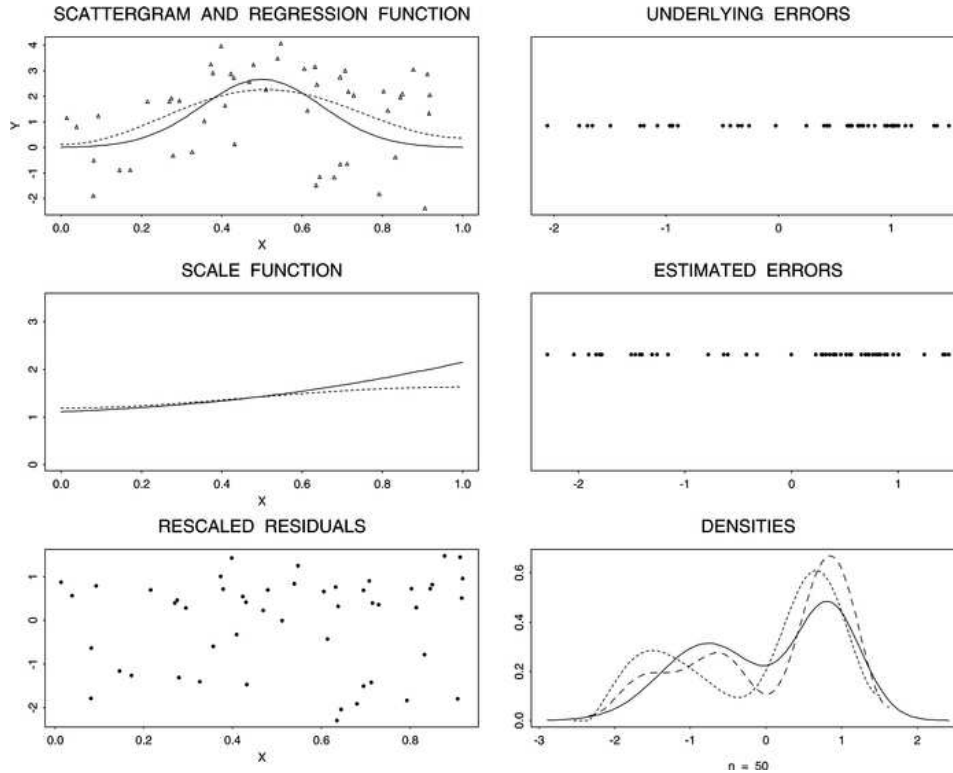 SCATTERGRAM AND REGRESSION FUNCTION
4
3
2
1
0
-1
-2
Y
0.0 0.2 0.4 0.6 0.8 1.0
X
UNDERLYING ERRORS
-2 -1 0 1
SCALE FUNCTION
3
2
1
0
0.0 0.2 0.4 0.6 0.8 1.0
X
ESTIMATED ERRORS
-2 -1 0 1
RESCALED RESIDUALS
1
0
-1
-2
0.0 0.2 0.4 0.6 0.8
X
DENSITIES
0.6
0.4
0.2
0.0
-3 -2 -1 0 1 2
n = 50